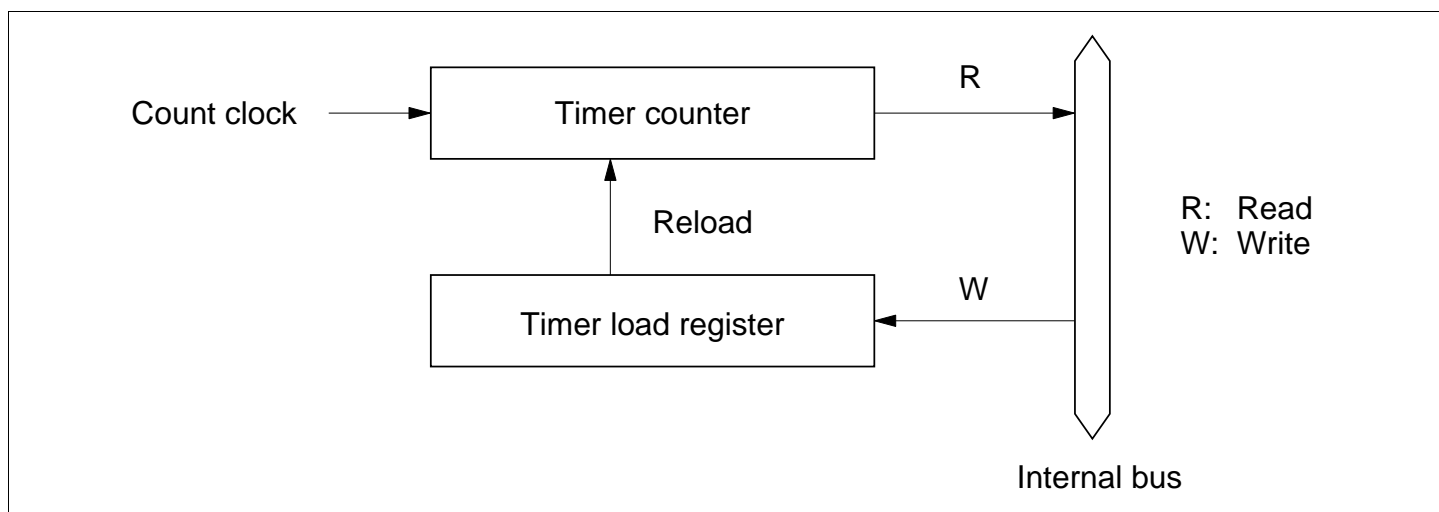 R
Count clock
Timer counter
R: Read
W: Write
Reload
W
Timer load register
Internal bus